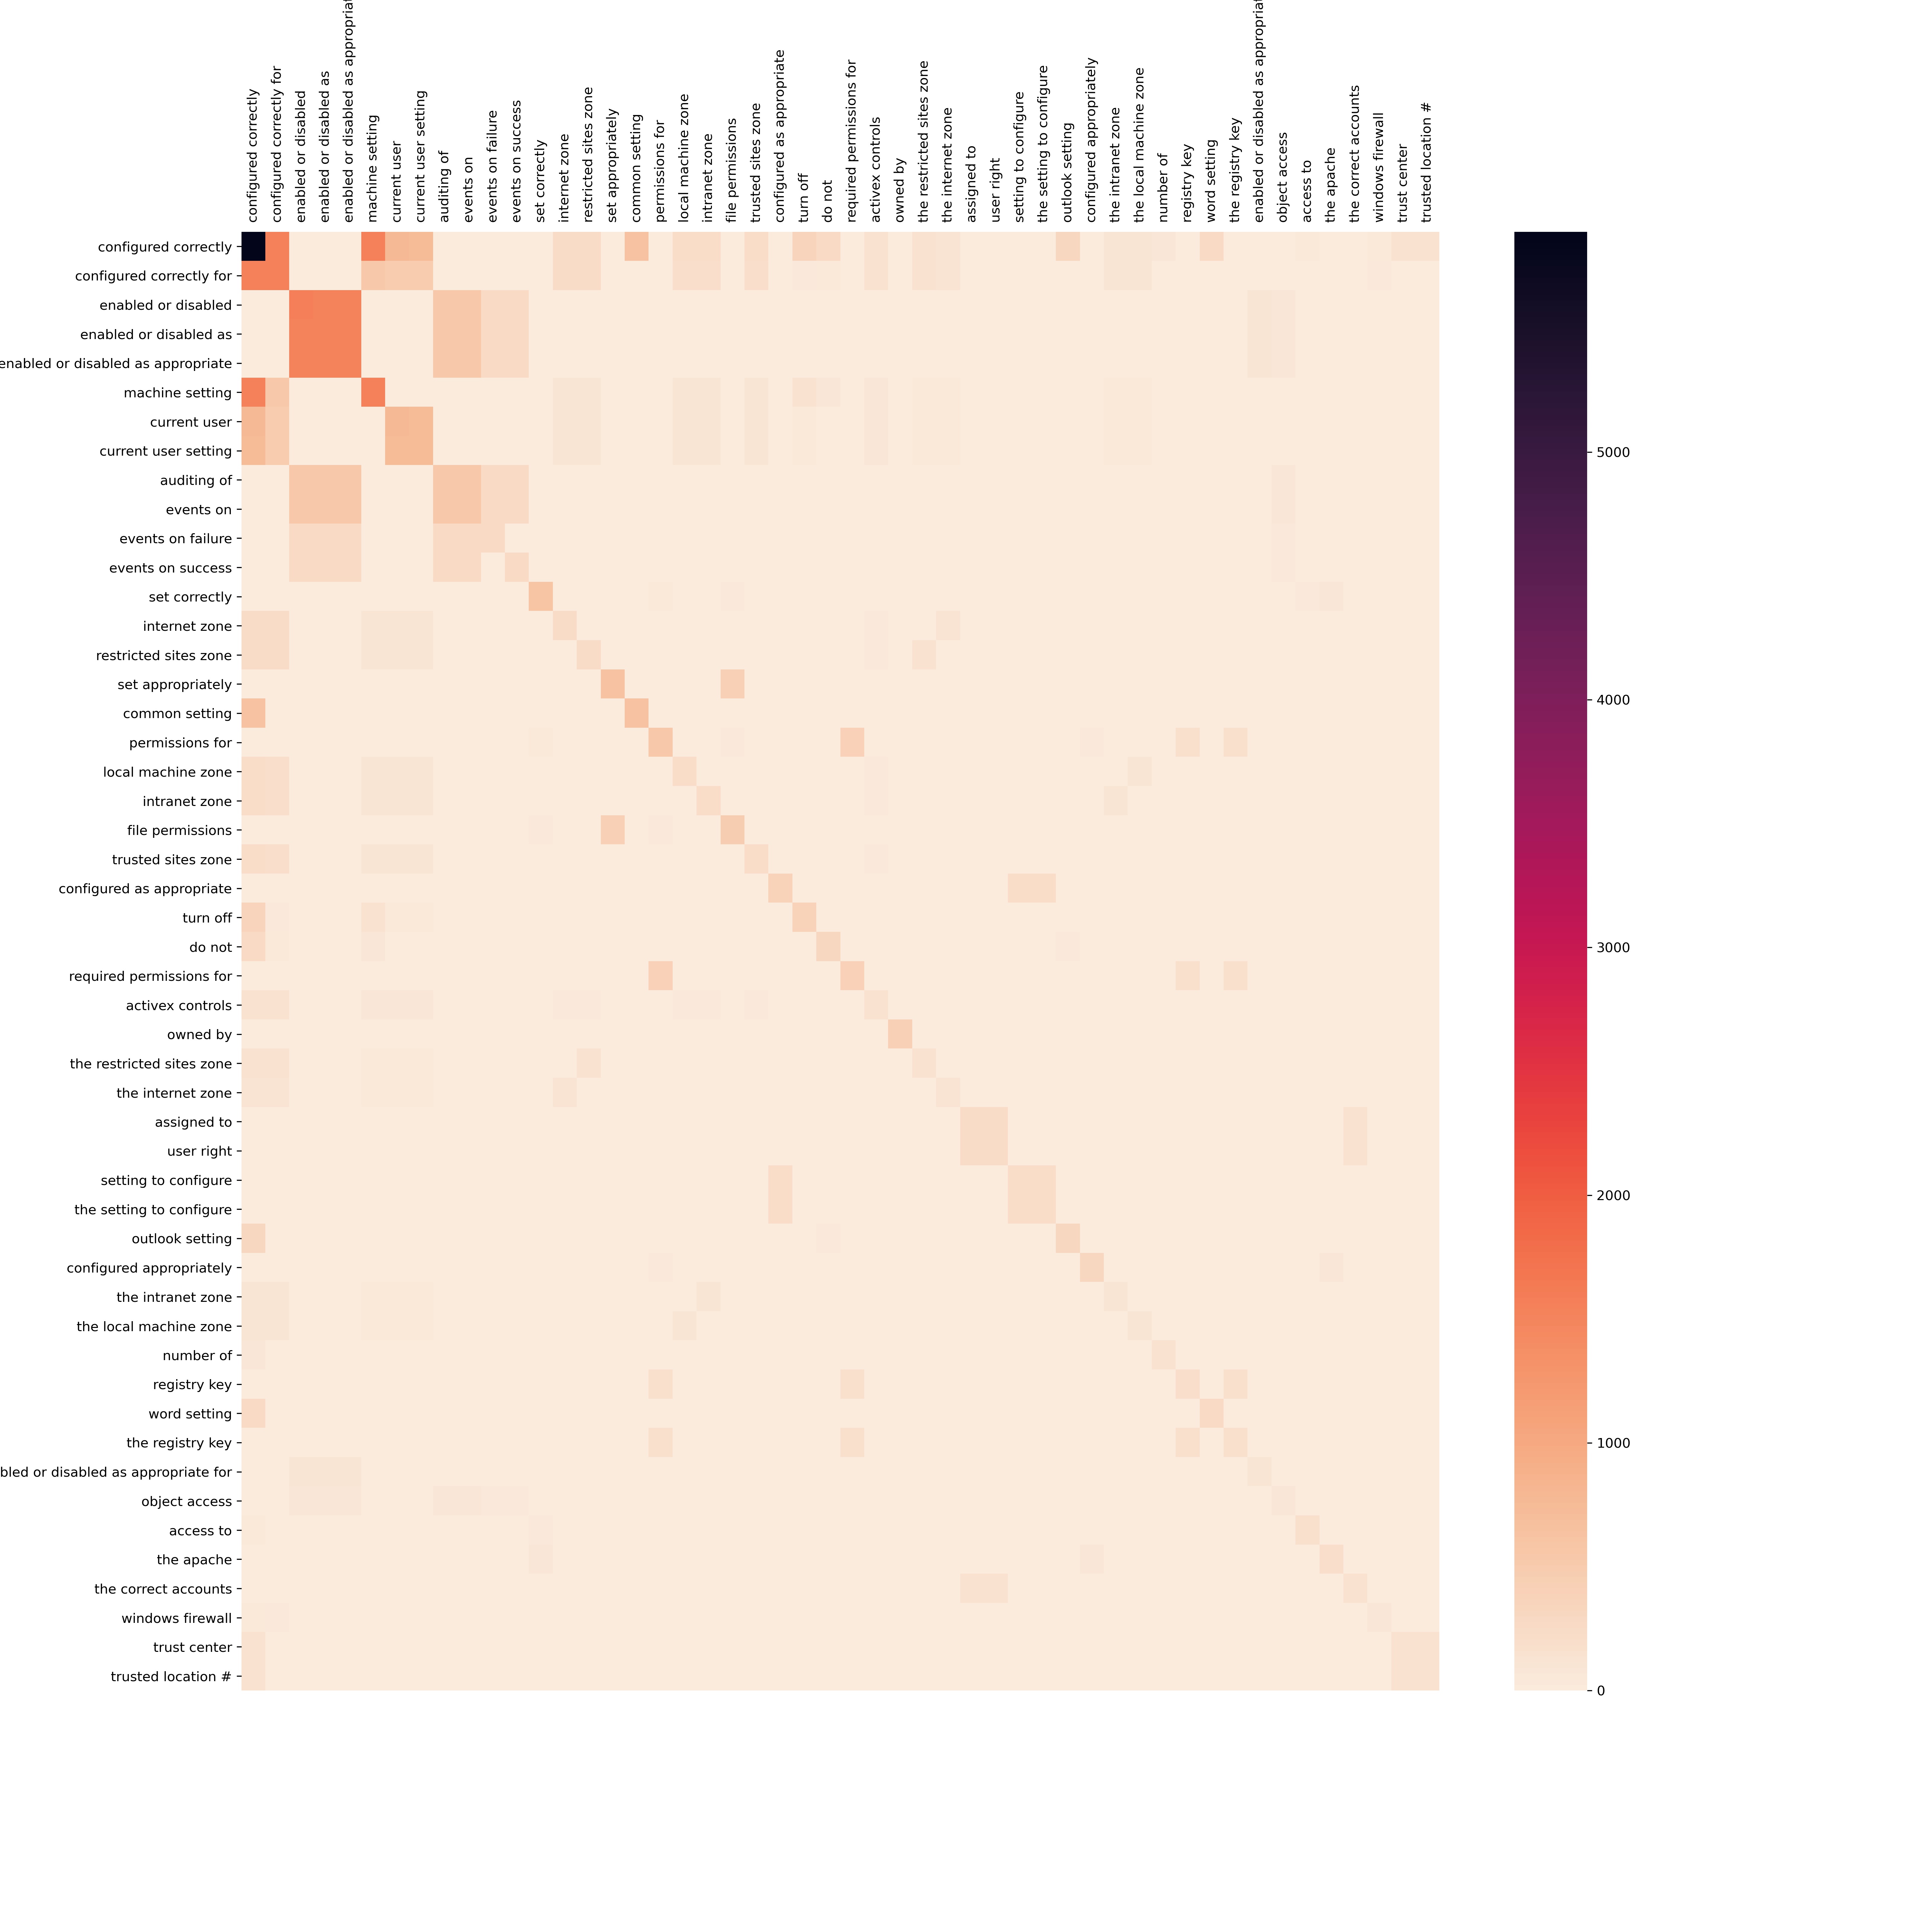 configured correctly
configured correctly for
enabled or disabled
enabled or disabled as
enabled or disabled as appropriat
machine setting
current user
current user setting
auditing of
events on
events on failure
events on success
set correctly
internet zone
restricted sites zone
set appropriately
common setting
permissions for
local machine zone
intranet zone
file permissions
trusted sites zone
configured as appropriate
turn off
do not
required permissions for
activex controls
owned by
the restricted sites zone
the internet zone
assigned to
user right
setting to configure
the setting to configure
outlook setting
configured appropriately
the intranet zone
the local machine zone
number of
registry key
word setting
the registry key
enabled or disabled as appropriat
object access
access to
the apache
the correct accounts
windows firewall
trust center
trusted location #
configured correctly
configured correctly for
enabled or disabled
enabled or disabled as
enabled or disabled as appropriate
machine setting
current user
current user setting
auditing of
events on
events on failure
events on success
set correctly
internet zone
restricted sites zone
set appropriately
common setting
permissions for
local machine zone
intranet zone
file permissions
trusted sites zone
configured as appropriate
turn off
do not
required permissions for
activex controls
owned by
the restricted sites zone
the internet zone
assigned to
user right
setting to configure
the setting to configure
outlook setting
configured appropriately
the intranet zone
the local machine zone
number of
registry key
word setting
the registry key
bled or disabled as appropriate for
object access
access to
the apache
the correct accounts
windows firewall
trust center
trusted location #
5000
4000
3000
2000
1000
0